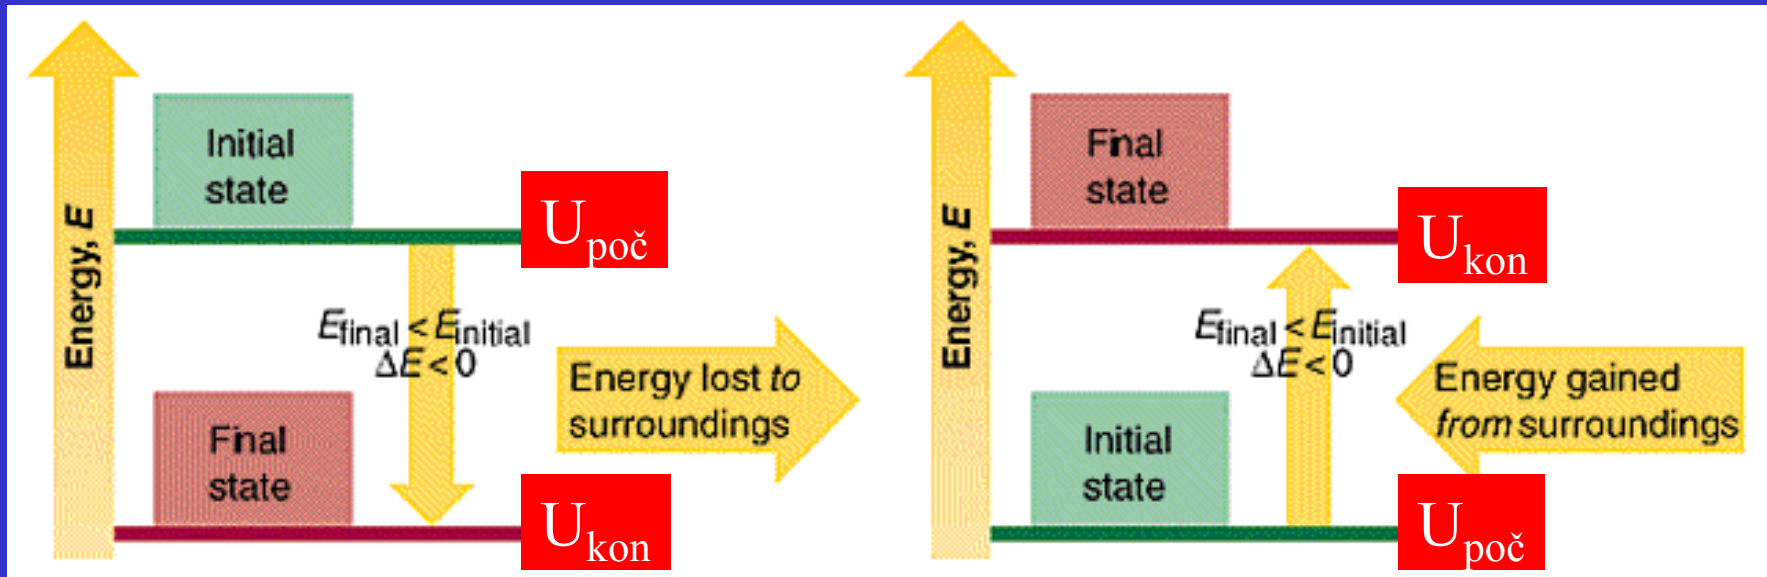 Energy, E
Initial
state
U poč
E final < E initial
ΔE < 0
Energy lost to
surroundings
Final
state
U kon
Energy, E
Final
state
U kon
E final < E initial
ΔE < 0
Energy gained
from surroundings
Initial
state
U poč